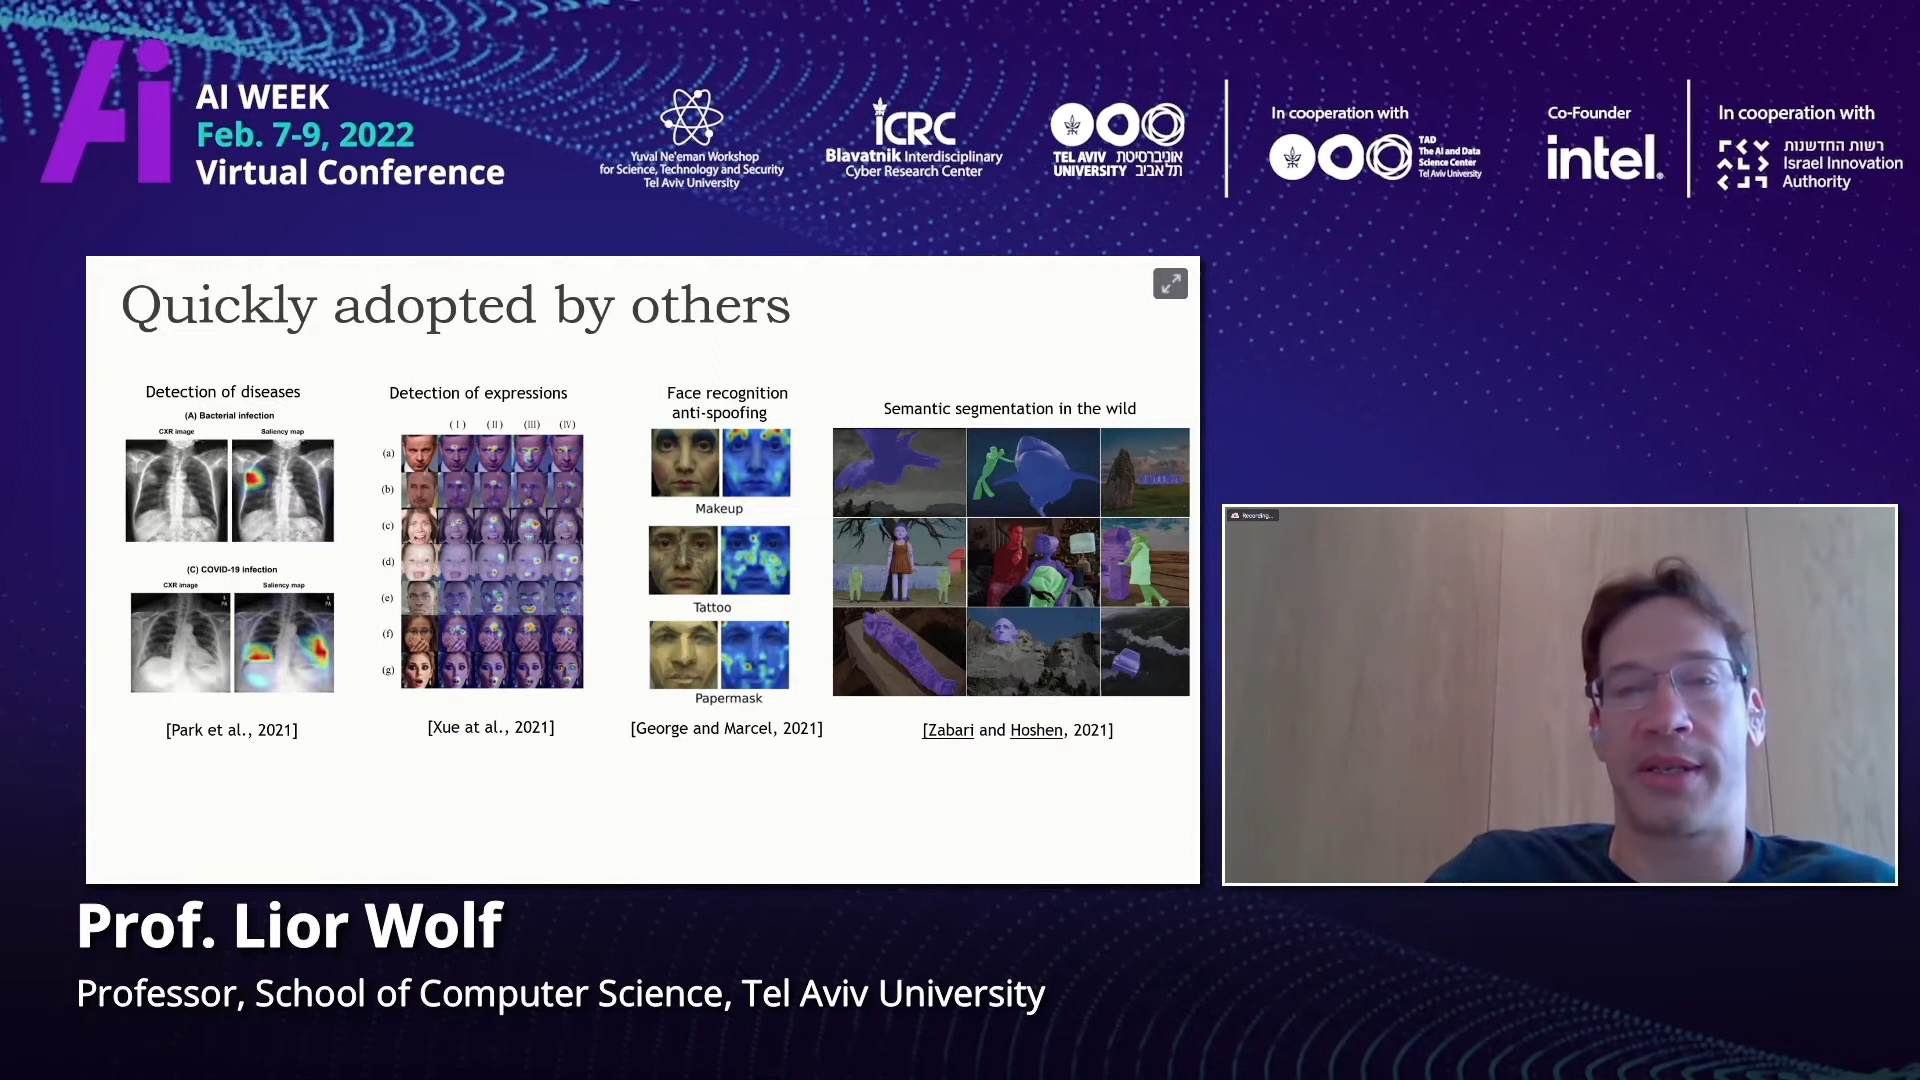 Ai
AI WEEK
Feb. 7-9, 2022
Virtual Conference
Yuval Ne'eman Workshop
for Science, Technology and Security
Tel Aviv University
iCRC
Blavatnik Interdisciplinary
Cyber Research Center
TEL AVIV אוניברסיטת
UNIVERSITY תל אביב
In cooperation with
TAD
The AI and Data
Science Center
Tel Aviv University
Co-Founder
intel.
In cooperation with
רשות החדשנות
Israel Innovation
Authority
Quickly adopted by others
Detection of diseases
(A) Bacterial infection
CXR image Saliency map
(C) COVID-19 infection
CXR image Saliency map
[Park et al., 2021]
Detection of expressions
(I) (II) (III) (IV)
(a)
(b)
(c)
(d)
(e)
(f)
(g)
[Xue at al., 2021]
Face recognition
anti-spoofing
Makeup
Tattoo
Papermask
[George and Marcel, 2021]
Semantic segmentation in the wild
[Zabari and Hoshen, 2021]
Recording...
Prof. Lior Wolf
Professor, School of Computer Science, Tel Aviv University